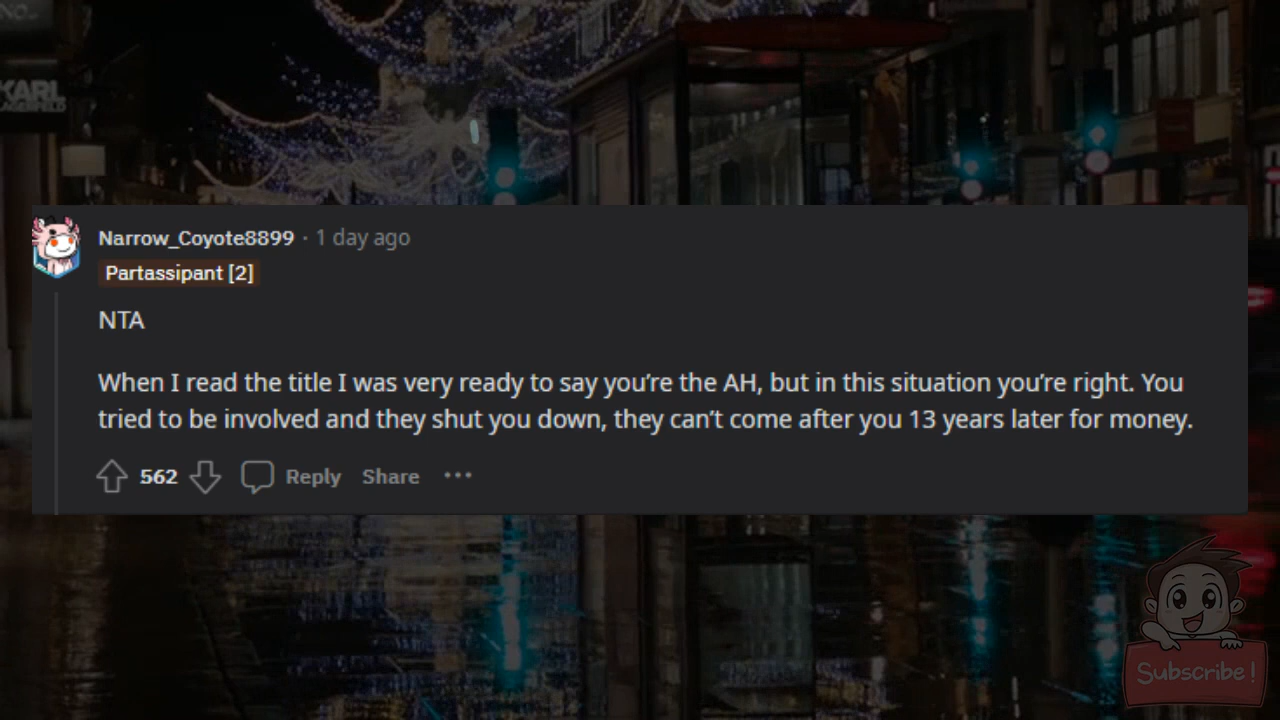 NO..
KARL
LAGERFELD
Narrow_Coyote8899 · 1 day ago
Partassipant [2]
NTA
When I read the title I was very ready to say you’re the AH, but in this situation you’re right. You
tried to be involved and they shut you down, they can’t come after you 13 years later for money.
562 Reply Share ···
Subscribe!